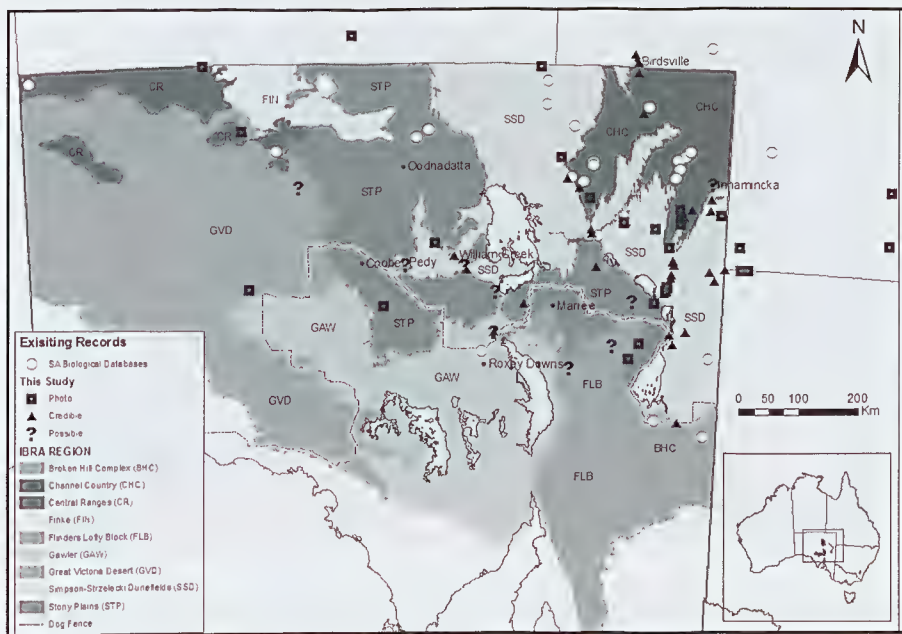 N
Birdsville
CR
FIN
STP
SSD
CHC
CHC
CR
CR
Oodnadatta
STP
Innamincka
GVD
SSD
Coober Pedy
William Creek
SSD
STP
Marree
SSD
GAW
STP
Roxby Downs
GAW
FLB
GVD
BHC
FLB
0 50 100 200
Km
Exisiting Records
SA Biological Databases
This Study
Photo
Credible
? Possible
IBRA REGION
Broken Hill Complex (BHC)
Channel Country (CHC)
Central Ranges (CR)
Finke (FIN)
Flinders Lofty Block (FLB)
Gawler (GAW)
Great Victoria Desert (GVD)
Simpson-Strzelecki Dunefields (SSD)
Stony Plains (STP)
Dog Fence